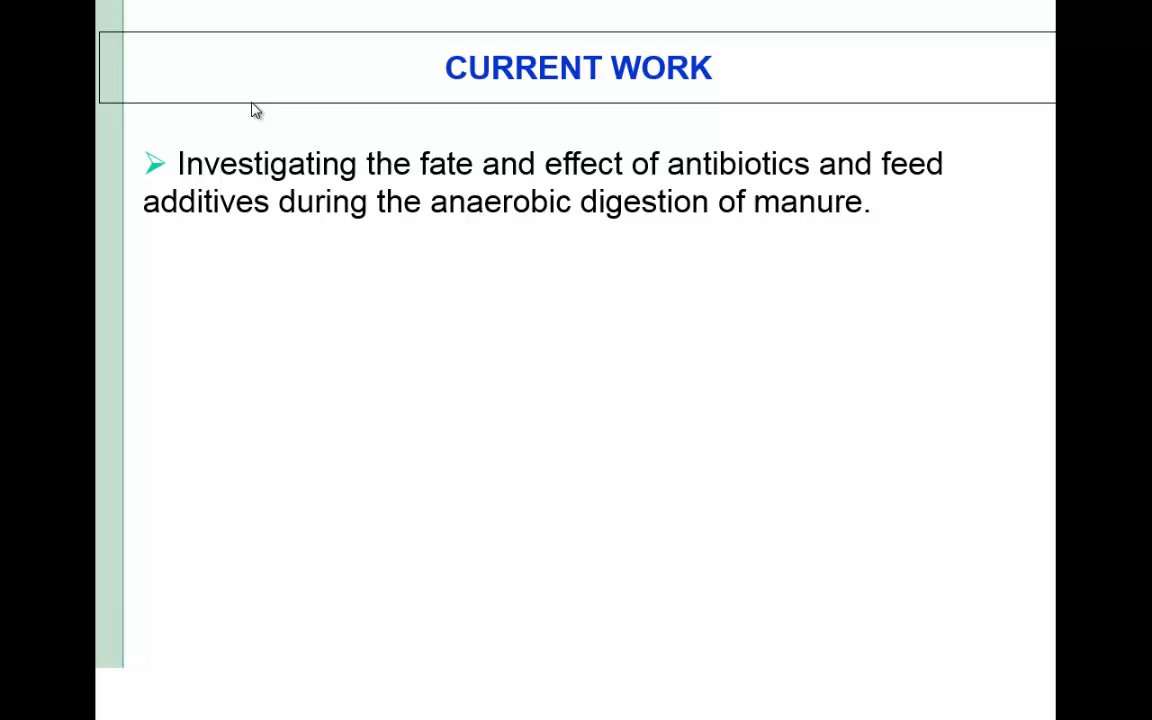 CURRENT WORK
➢ Investigating the fate and effect of antibiotics and feed
additives during the anaerobic digestion of manure.